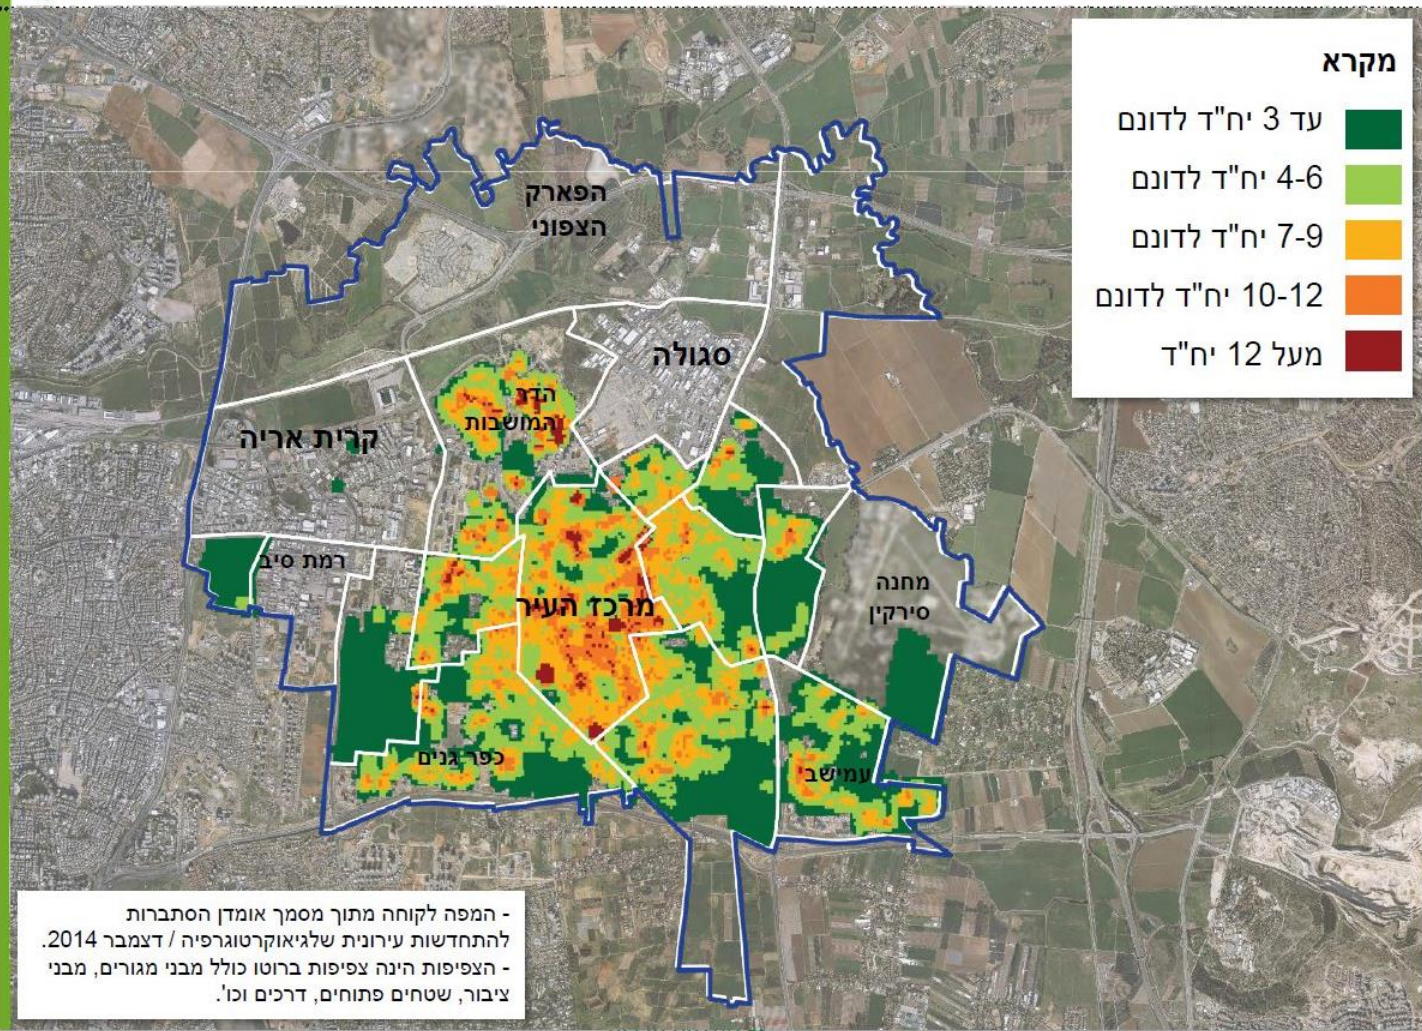 מקרא
עד 3 יח"ד לדונם
4-6 יח"ד לדונם
7-9 יח"ד לדונם
10-12 יח"ד לדונם
מעל 12 יח"ד
הפארק
הצפוני
סגולה
הדר
המושבות
קרית אריה
רמת סיב
מרכז העיר
מחנה
סירקין
כפר גנים
עמישב
- המפה לקוחה מתוך מסמך אומדן הסתברות
להתחדשות עירונית שלגיאוקרטוגרפיה / דצמבר 2014.
- הצפיפות הינה צפיפות ברוטו כולל מבני מגורים, מבני
ציבור, שטחים פתוחים, דרכים וכו'.